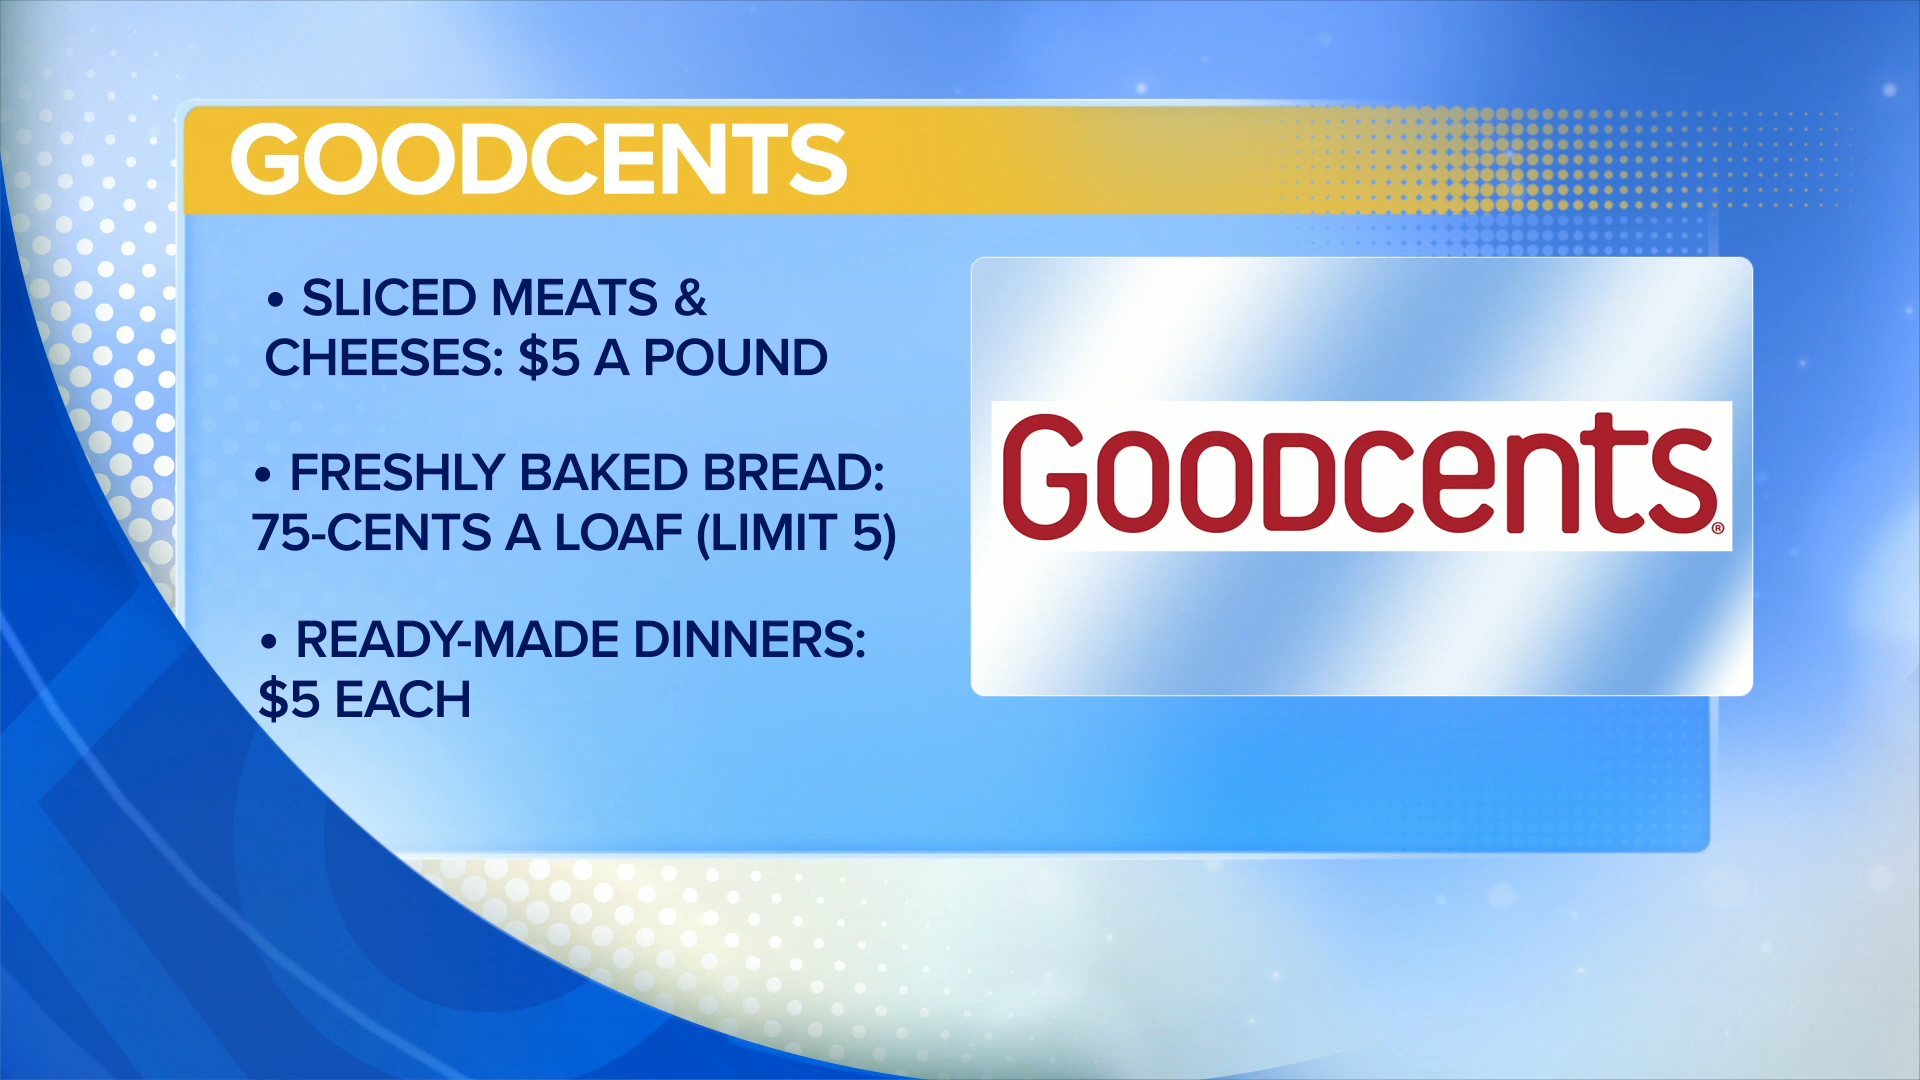 GOODCENTS
• SLICED MEATS &
CHEESES: $5 A POUND
• FRESHLY BAKED BREAD:
75-CENTS A LOAF (LIMIT 5)
• READY-MADE DINNERS:
$5 EACH
Goodcents®